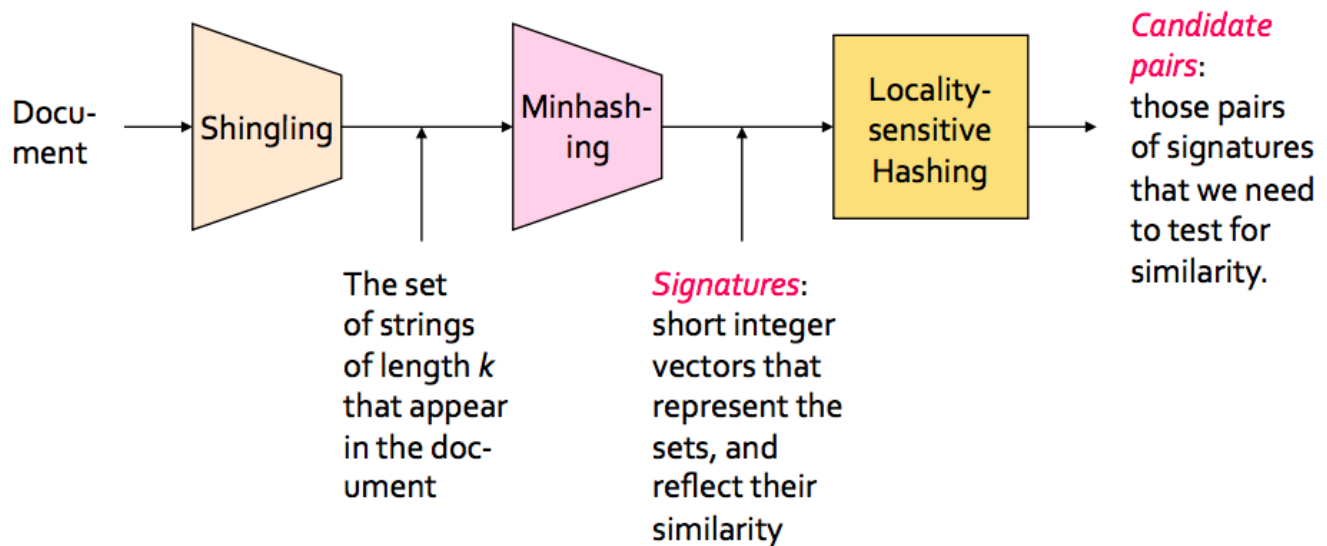 Docu-
ment
Shingling
The set
of strings
of length k
that appear
in the doc-
ument
Minhash-
ing
Signatures:
short integer
vectors that
represent the
sets, and
reflect their
similarity
Locality-
sensitive
Hashing
Candidate
pairs:
those pairs
of signatures
that we need
to test for
similarity.